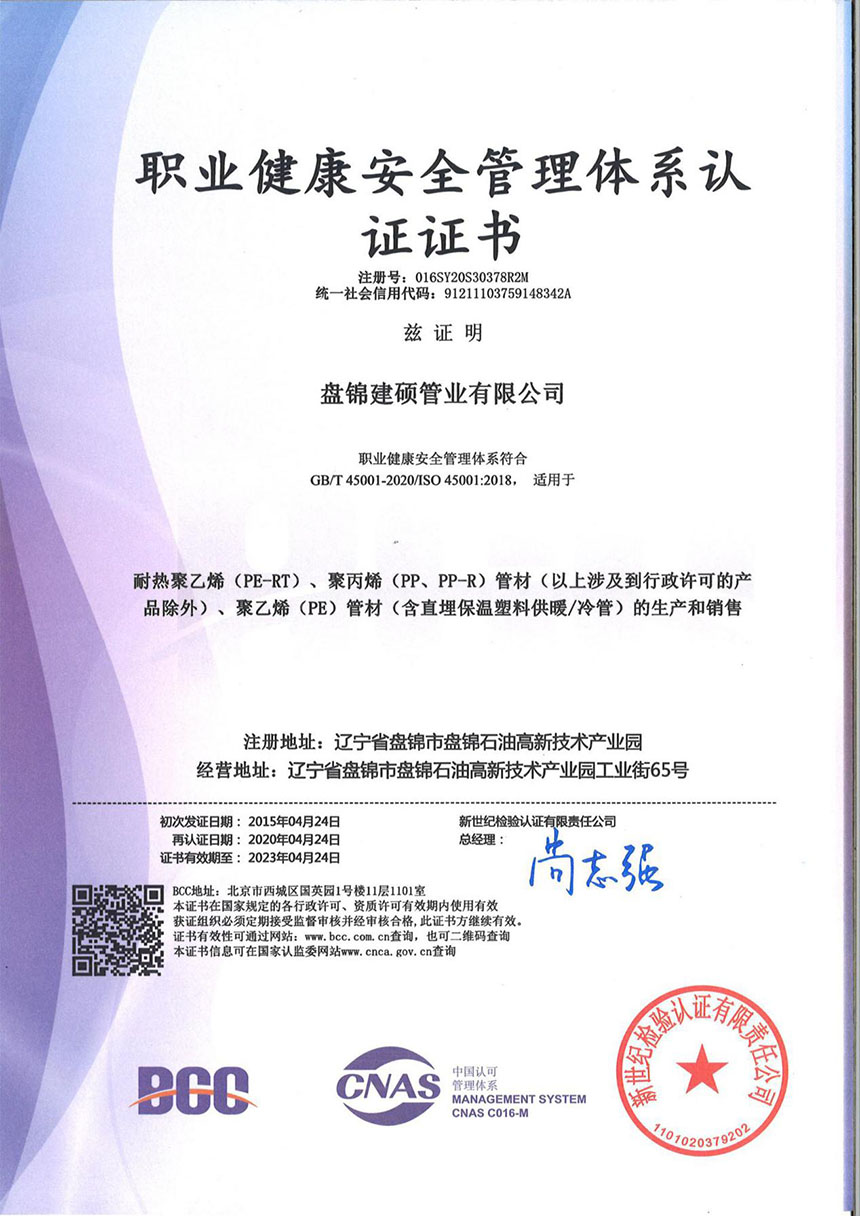 职业健康安全管理体系认
证证书
注册号：016SY20S30378R2M
统一社会信用代码：91211103759148342A
兹 证 明
盘锦建硕管业有限公司
职业健康安全管理体系符合
GB/T 45001-2020/ISO 45001:2018， 适用于
耐热聚乙烯（PE-RT）、聚丙烯（PP、PP-R）管材（以上涉及到行政许可的产
品除外）、聚乙烯（PE）管材（含直埋保温塑料供暖/冷管）的生产和销售
注册地址：辽宁省盘锦市盘锦石油高新技术产业园
经营地址：辽宁省盘锦市盘锦石油高新技术产业园工业街65号
初次发证日期：2015年04月24日
再认证日期：2020年04月24日
证书有效期至：2023年04月24日
新世纪检验认证有限责任公司
总经理：
尚志强
BCC地址：北京市西城区国英园1号楼11层1101室
本证书在国家规定的各行政许可、资质许可有效期内使用有效
获证组织必须定期接受监督审核并经审核合格,此证书方继续有效。
证书有效性可通过网站：www.bcc.com.cn查询，也可二维码查询
本证书信息可在国家认监委网站www.cnca.gov.cn查询
BCC
CNAS
中国认可
管理体系
MANAGEMENT SYSTEM
CNAS C016-M
新世纪检验认证有限责任公司
1101020379202